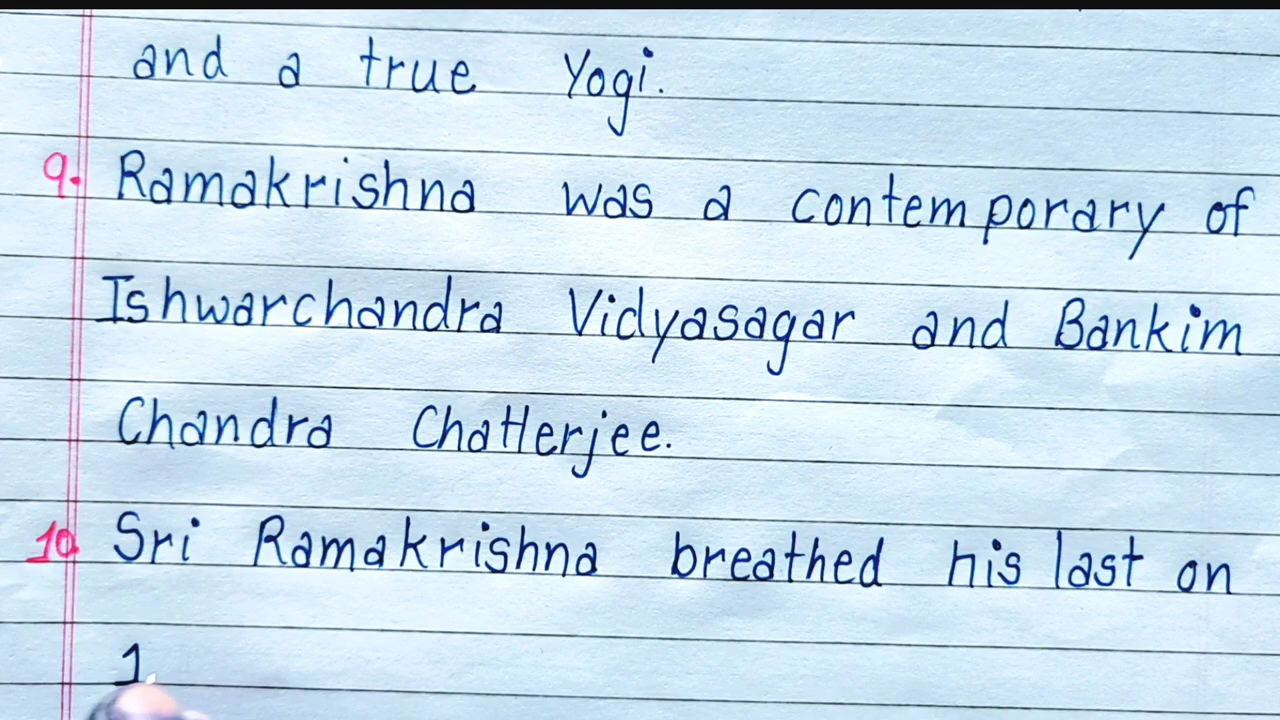 and a true Yogi.
9. Ramakrishna was a contemporary of
Ishwarchandra Vidyasagar and Bankim
Chandra Chatterjee.
10. Sri Ramakrishna breathed his last on
1